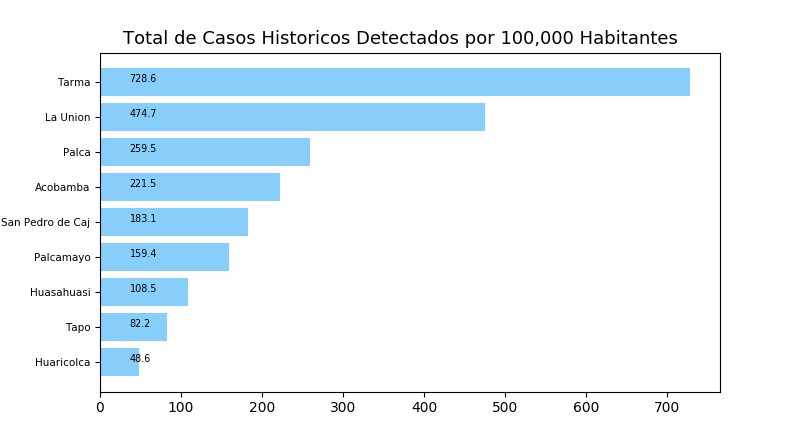 Total de Casos Historicos Detectados por 100,000 Habitantes
Tarma 728.6
La Union 474.7
Palca 259.5
Acobamba 221.5
San Pedro de Caj 183.1
Palcamayo 159.4
Huasahuasi 108.5
Tapo 82.2
Huaricolca 48.6
0 100 200 300 400 500 600 700